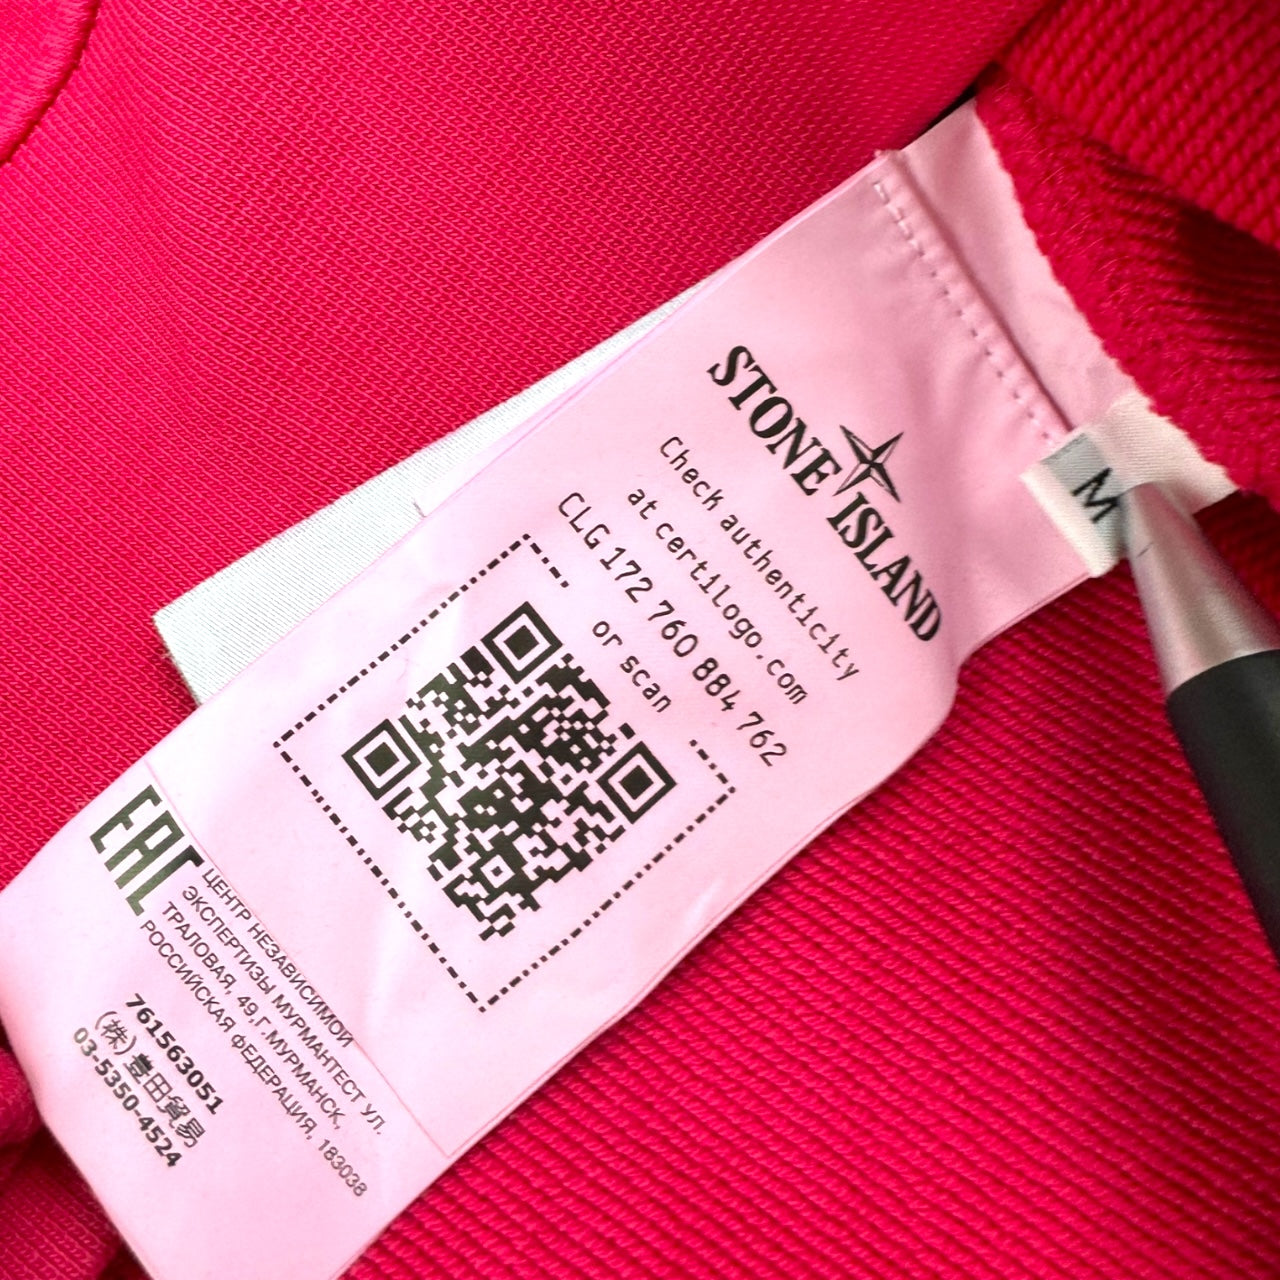 STONE ISLAND
Check authenticity
at certilogo.com
CLG 172 760 884 762
or scan
M
EAC
ЦЕНТР НЕЗАВИСИМОЙ
ЭКСПЕРТИЗЫ МУРМАНТЕСТ УЛ.
ТРАЛОВАЯ, 49,Г.МУРМАНСК,
РОССИЙСКАЯ ФЕДЕРАЦИЯ, 183038
761563051
(株)豊田貿易
03-5350-4524